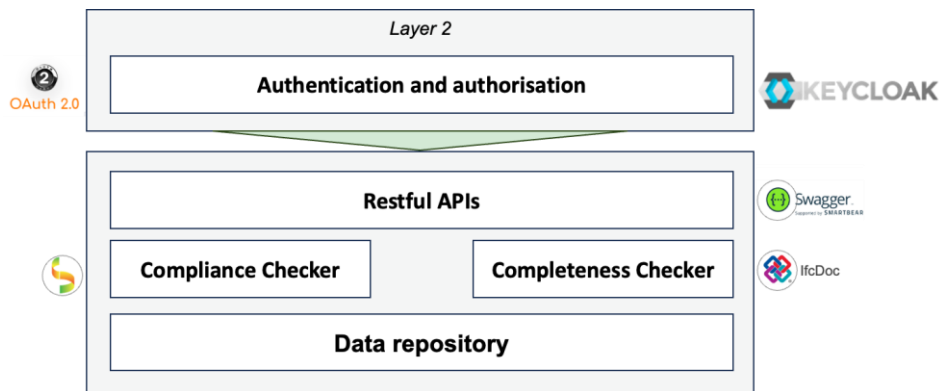 Layer 2
Authentication and authorisation
2
OAuth 2.0
KEYCLOAK
Restful APIs
{···}
Swagger.
Supported by SMARTBEAR
Compliance Checker
Completeness Checker
IfcDoc
Data repository